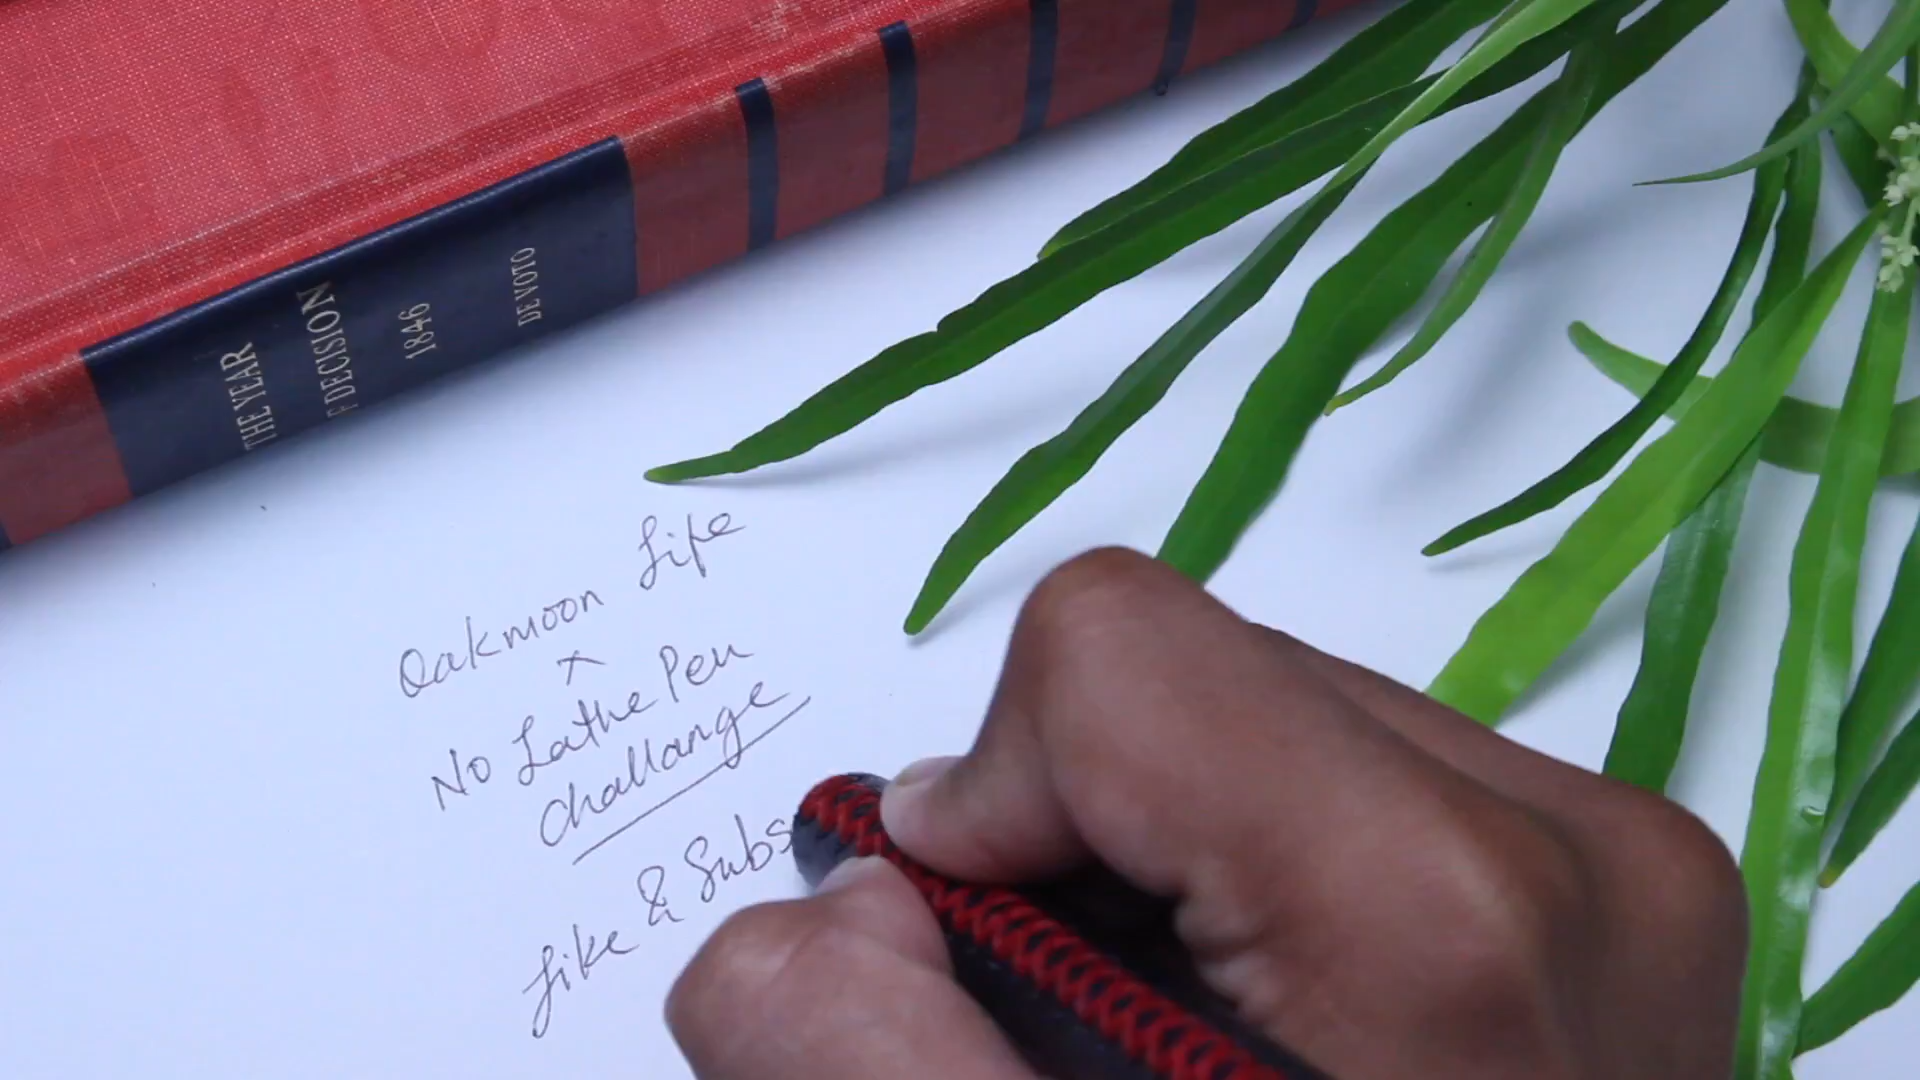 THE YEAR
F DECISION
1846
DE VOTO
Oakmoon Life
x
No Lathe Pen
Challange
Like & Subs